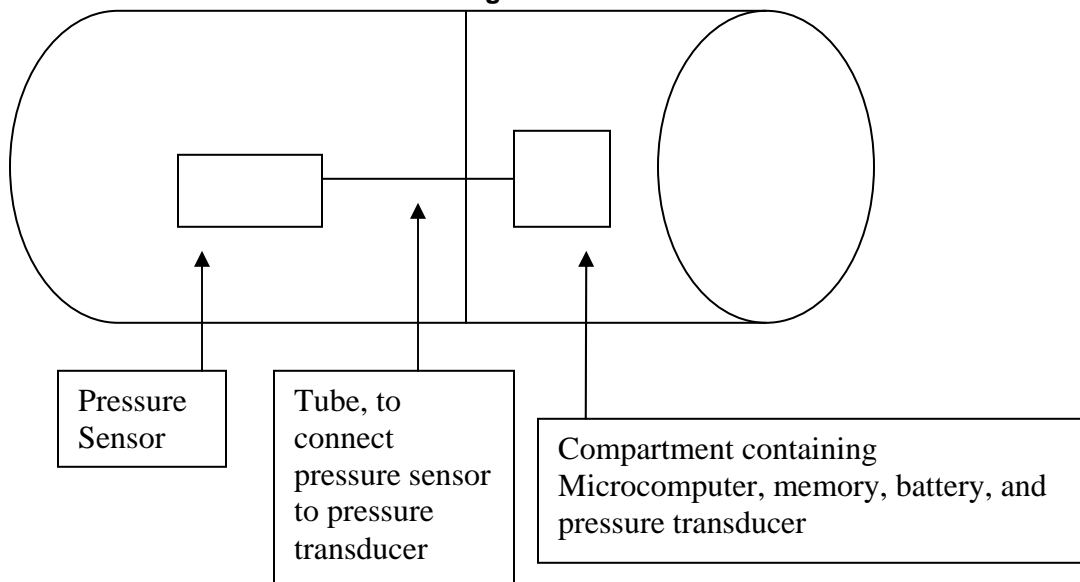 Pressure
Sensor
Tube, to
connect
pressure sensor
to pressure
transducer
Compartment containing
Microcomputer, memory, battery, and
pressure transducer